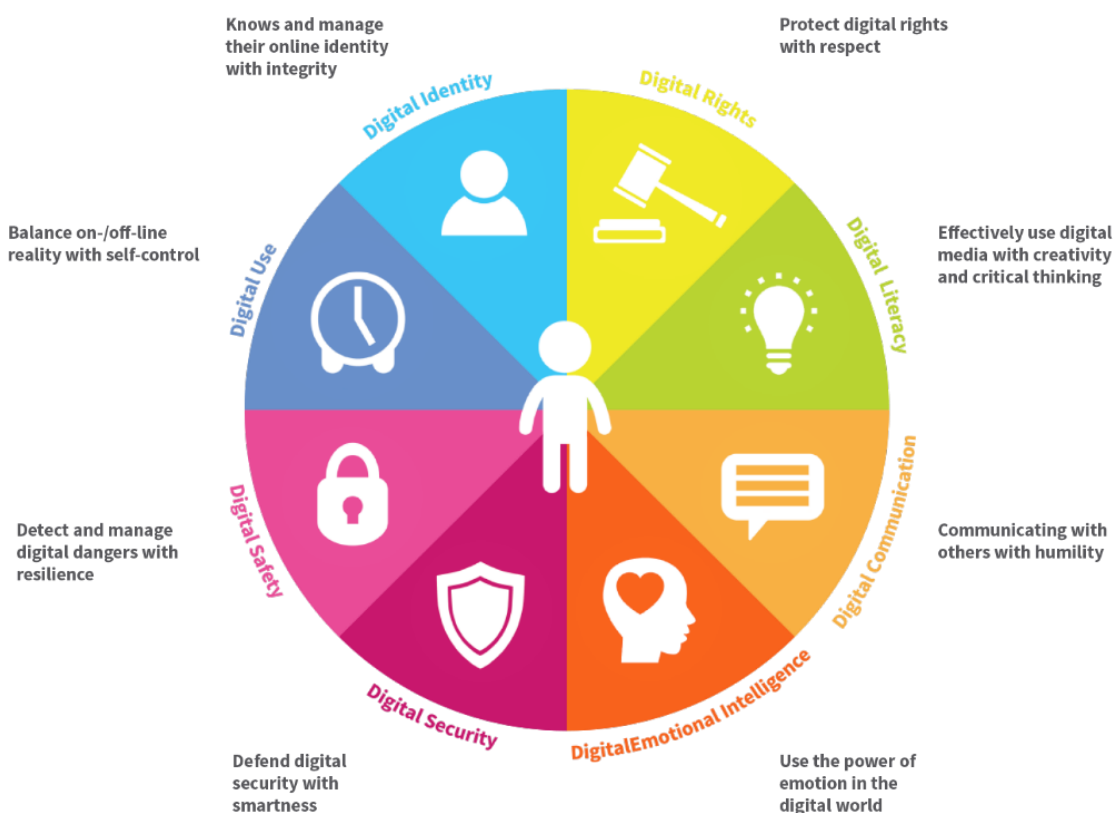 Knows and manage
their online identity
with integrity
Protect digital rights
with respect
Digital Identity
Digital Rights
Balance on-/off-line
reality with self-control
Digital Use
Digital Literacy
Effectively use digital
media with creativity
and critical thinking
Detect and manage
digital dangers with
resilience
Digital Safety
Digital Communication
Communicating with
others with humility
Digital Security
DigitalEmotional Intelligence
Defend digital
security with
smartness
Use the power of
emotion in the
digital world